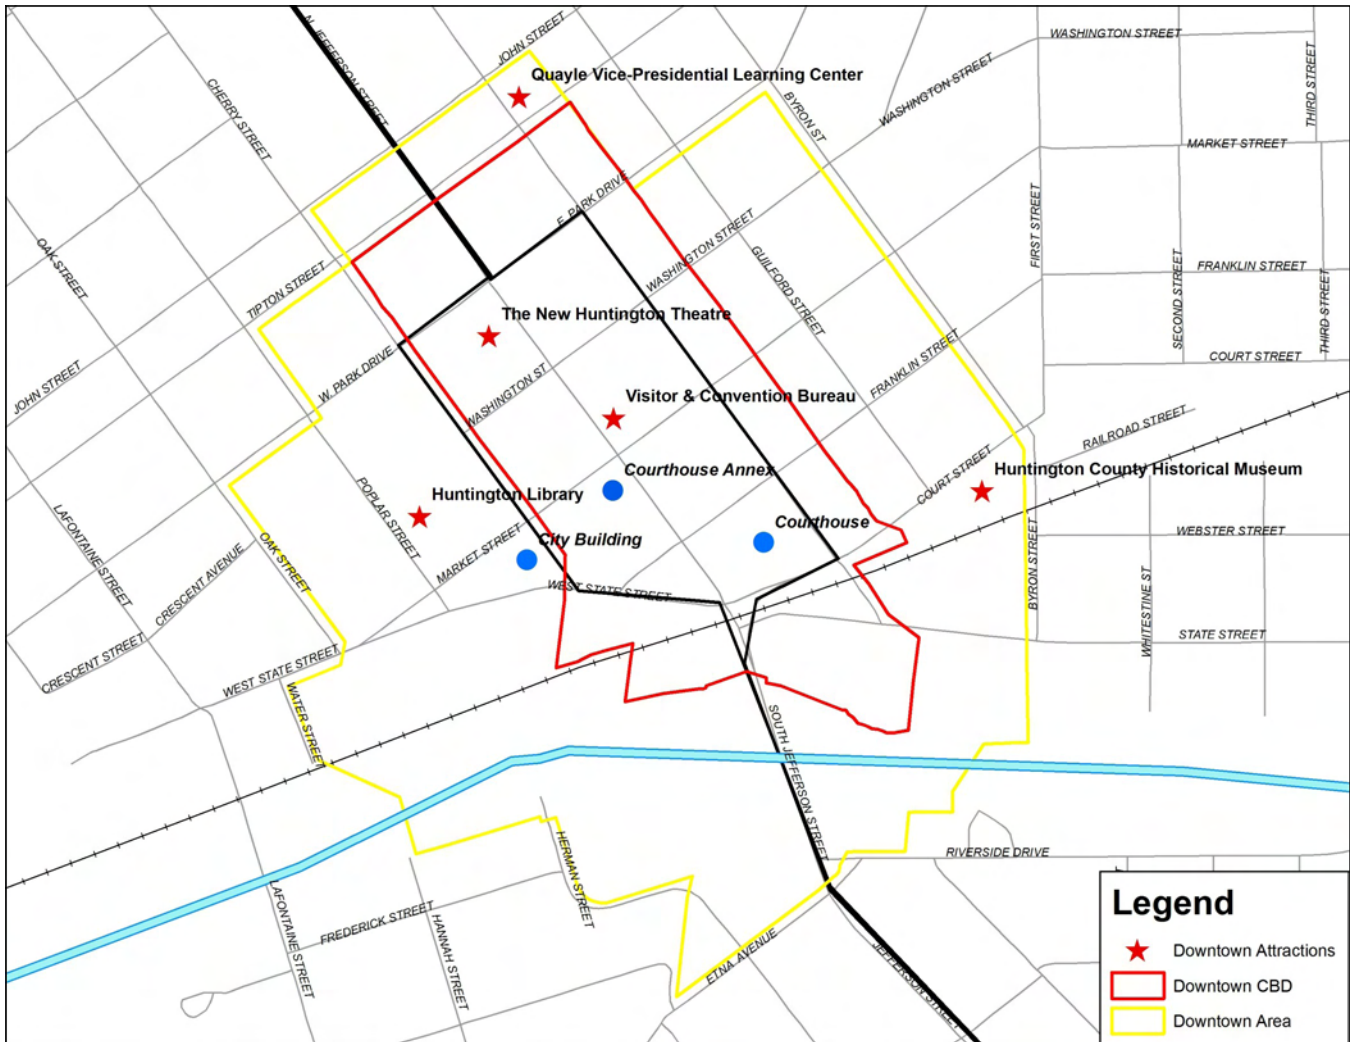 N. JEFFERSON STREET
JOHN STREET
WASHINGTON STREET
THIRD STREET
Quayle Vice-Presidential Learning Center
CHERRY STREET
BYRON ST
WASHINGTON STREET
MARKET STREET
FIRST STREET
E. PARK DRIVE
OAK STREET
WASHINGTON STREET
GUILFORD STREET
SECOND STREET
FRANKLIN STREET
THIRD STREET
TIPTON STREET
The New Huntington Theatre
JOHN STREET
W. PARK DRIVE
WASHINGTON ST
FRANKLIN STREET
COURT STREET
Visitor & Convention Bureau
RAILROAD STREET
COURT STREET
Huntington County Historical Museum
Courthouse Annex
Huntington Library
POPLAR STREET
MARKET STREET
City Building
Courthouse
WEBSTER STREET
LAFONTAINE STREET
CRESCENT AVENUE
OAK STREET
WEST STATE STREET
BYRON STREET
WHITESTINE ST
STATE STREET
CRESCENT STREET
WEST STATE STREET
WATER STREET
SOUTH JEFFERSON STREET
HERMAN STREET
RIVERSIDE DRIVE
LAFONTAINE STREET
FREDERICK STREET
HANNAH STREET
ETNA AVENUE
JEFFERSON STREET
Legend
Downtown Attractions
Downtown CBD
Downtown Area